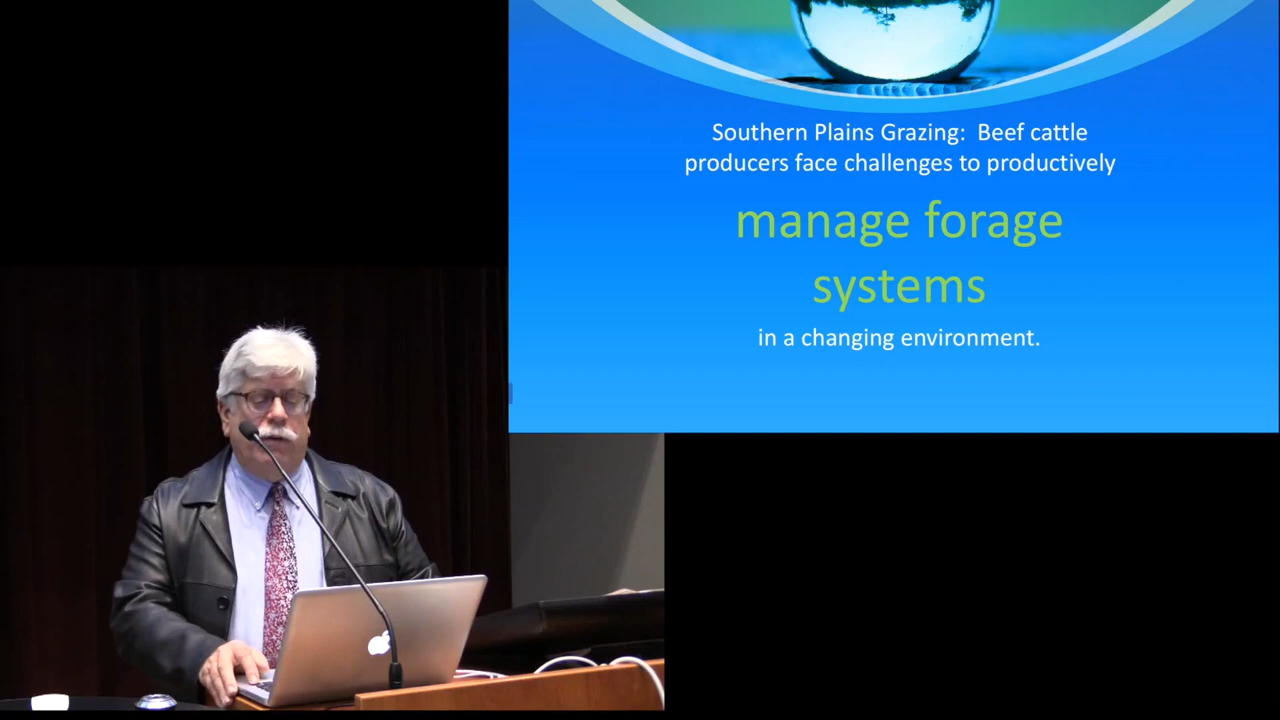 Southern Plains Grazing:  Beef cattle
producers face challenges to productively
manage forage
systems
in a changing environment.